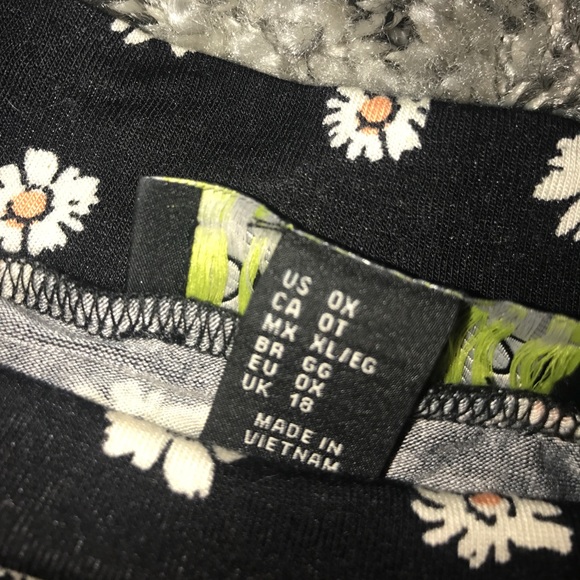 US 0X
CA 0T
MX XL/EG
BR GG
EU 0X
UK 18
MADE IN
VIETNAM